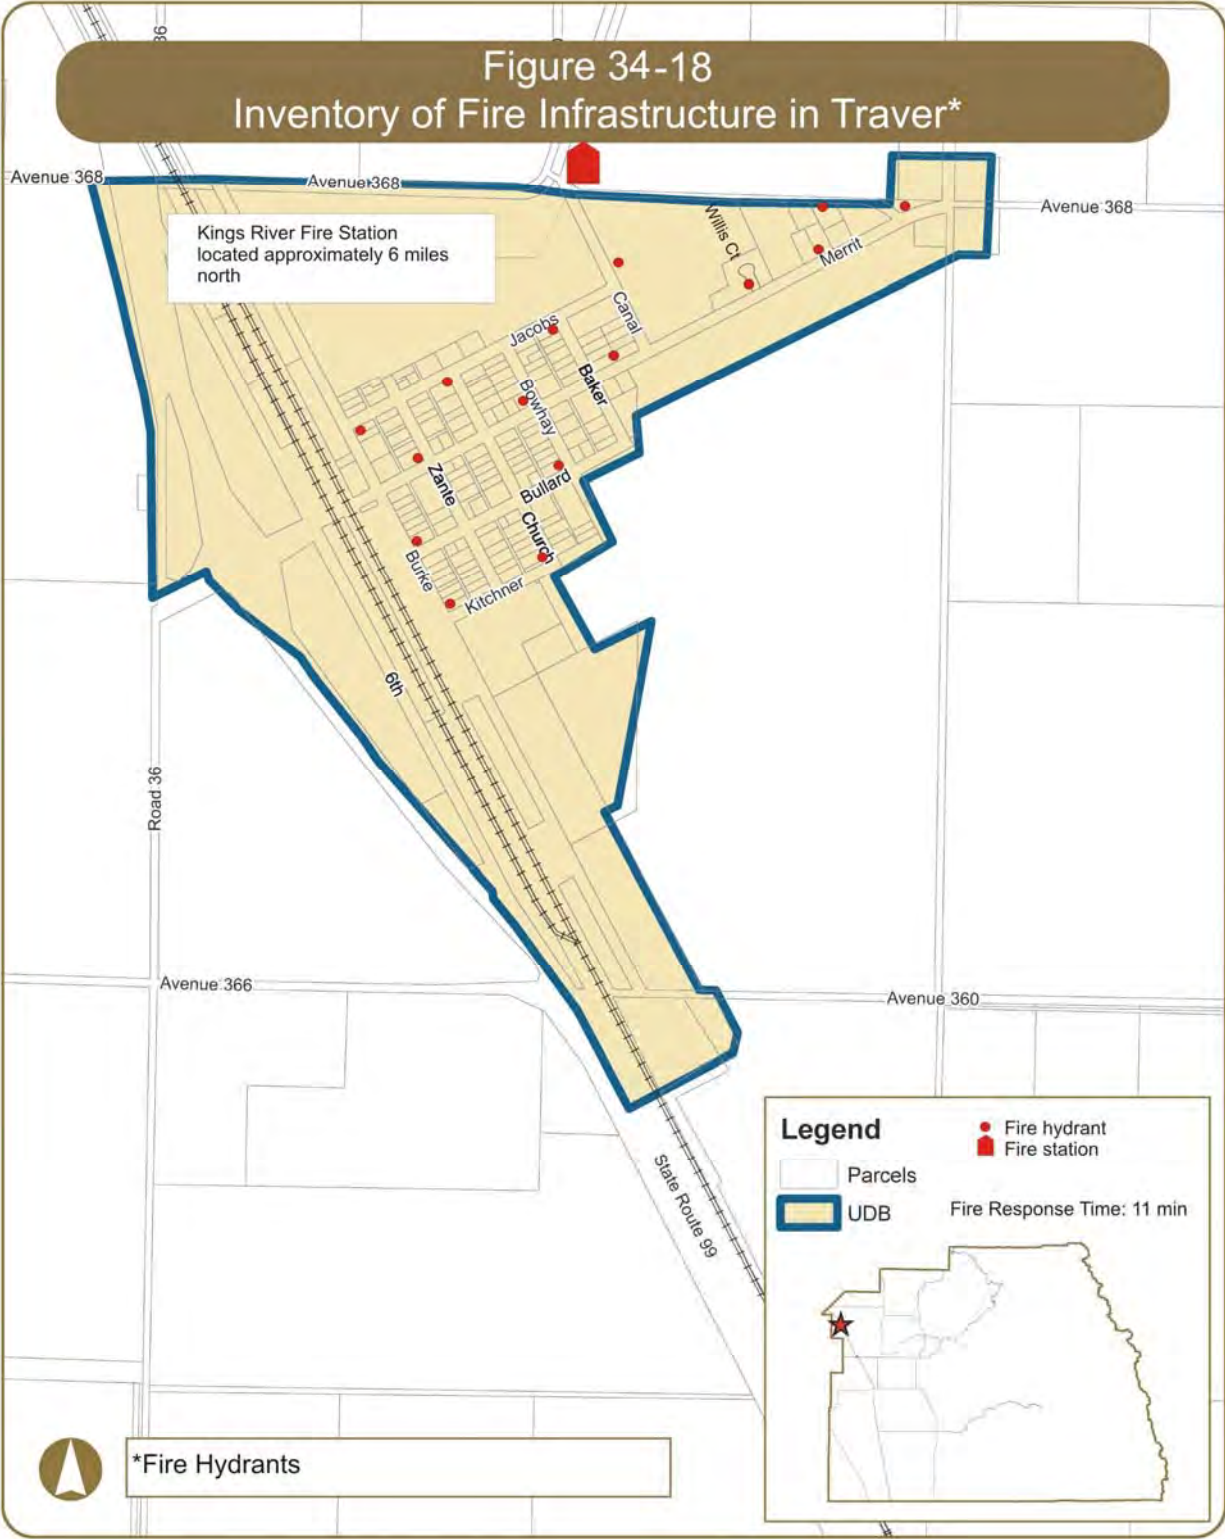 36
Figure 34-18
Inventory of Fire Infrastructure in Traver*
Avenue 368
Avenue 368
Avenue 368
Kings River Fire Station
located approximately 6 miles
north
Willis Ct
Merrit
Canal
Jacobs
Baker
Bowhay
Zante
Bullard
Church
Burke
Kitchner
6th
Road 36
Avenue 366
Avenue 360
State Route 99
Legend
Fire hydrant
Fire station
Parcels
UDB
Fire Response Time: 11 min
*Fire Hydrants